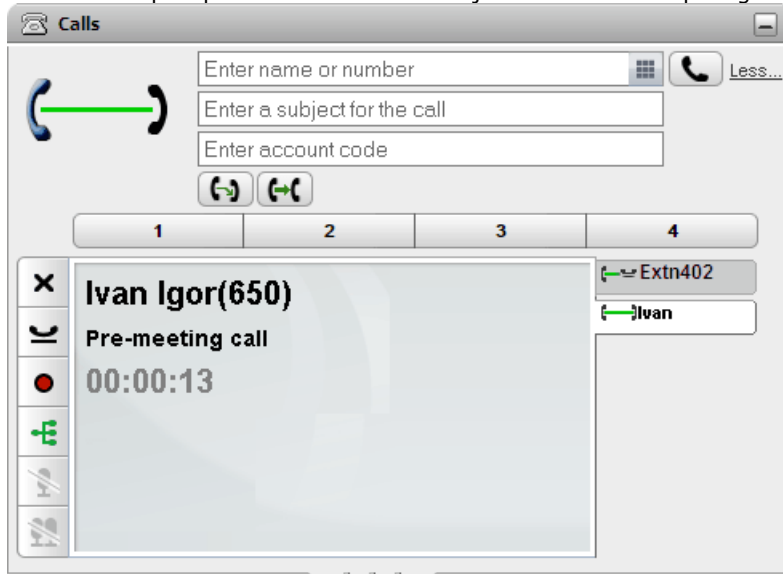 Calls
Enter name or number
Less...
Enter a subject for the call
Enter account code
1 2 3 4
Ivan Igor(650)
Extn402
Ivan
Pre-meeting call
00:00:13